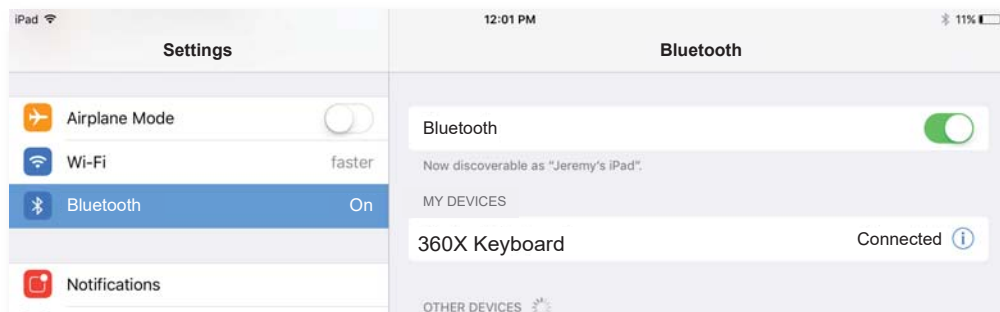 iPad 12:01 PM 11%
Settings Bluetooth
Airplane Mode
Wi-Fi faster
Bluetooth On
Notifications
Bluetooth
Now discoverable as "Jeremy's iPad".
MY DEVICES
360X Keyboard Connected
OTHER DEVICES